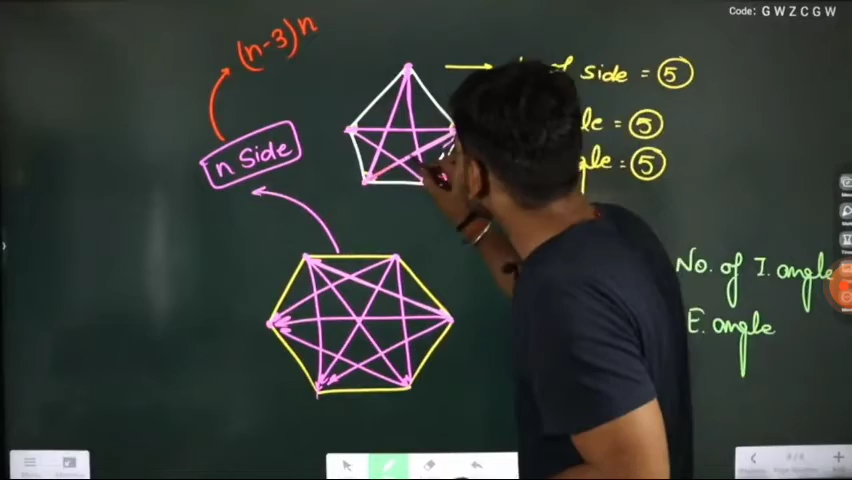 Code: GWZCGW
(n-3)n
side = 5
le = 5
gle = 5
n Side
No. of I. angle
E. angle